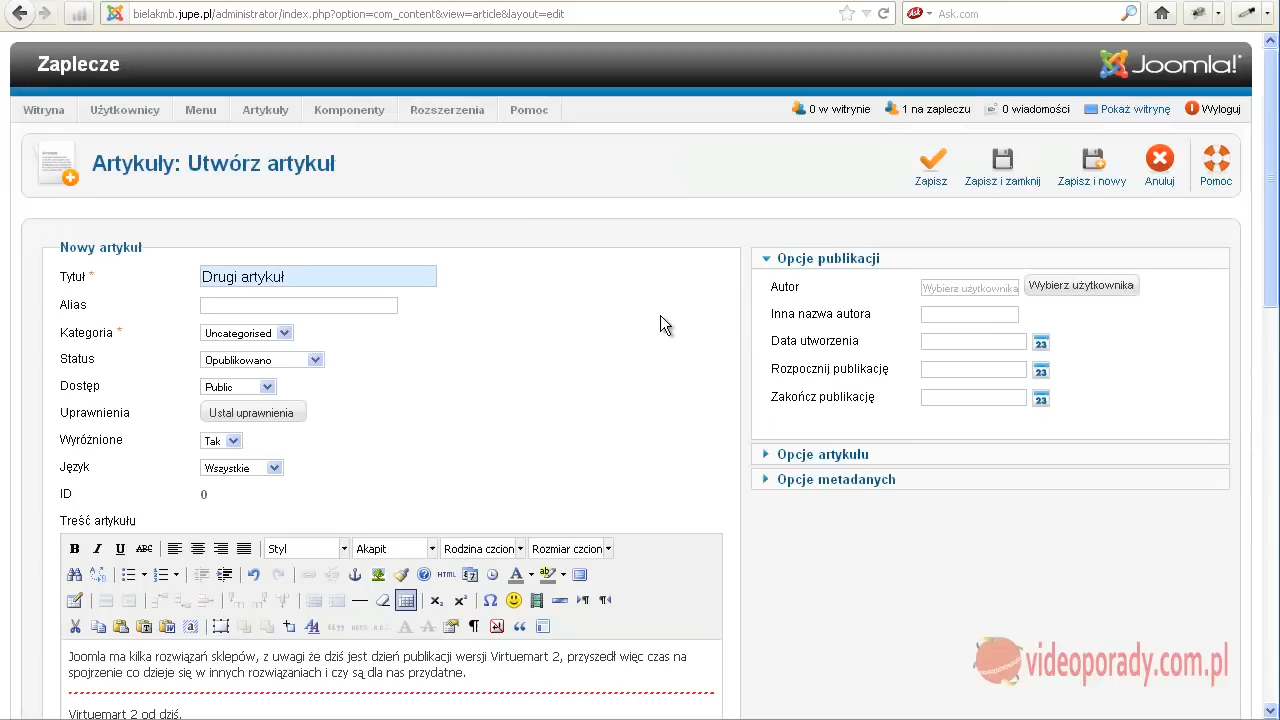 bielakmb.jupe.pl/administrator/index.php?option=com_content&view=article&layout=edit
Ask.com
Zaplecze
Joomla!
Witryna Użytkownicy Menu Artykuły Komponenty Rozszerzenia Pomoc
0 w witrynie 1 na zapleczu 0 wiadomości Pokaż witrynę Wyloguj
Artykuły: Utwórz artykuł
Zapisz Zapisz i zamknij Zapisz i nowy Anuluj Pomoc
Nowy artykuł
Tytuł * Drugi artykuł
Alias
Kategoria * Uncategorised
Status Opublikowano
Dostęp Public
Uprawnienia Ustal uprawnienia
Wyróżnione Tak
Język Wszystkie
ID 0
Treść artykułu
B I U ABC Styl Akapit Rodzina czcion Rozmiar czcion
HTML
Joomla ma kilka rozwiązań sklepów, z uwagi że dziś jest dzień publikacji wersji Virtuemart 2, przyszedł więc czas na
spojrzenie co dzieje się w innych rozwiązaniach i czy są dla nas przydatne.
Virtuemart 2 od dziś.
Opcje publikacji
Autor Wybierz użytkownika Wybierz użytkownika
Inna nazwa autora
Data utworzenia 23
Rozpocznij publikację 23
Zakończ publikację 23
Opcje artykułu
Opcje metadanych
videoporady.com.pl